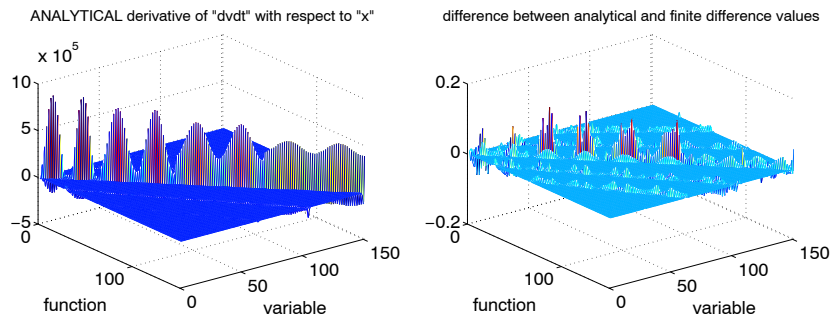 ANALYTICAL derivative of "dvdt" with respect to "x"
x 10^5
10
5
0
−5
0
100
function
0
50
100
150
variable
difference between analytical and finite difference values
0.2
0
−0.2
0
100
function
0
50
100
150
variable